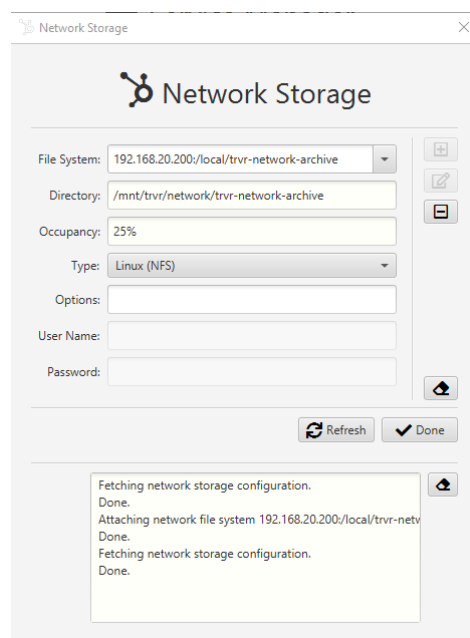 Network Storage
Network Storage
File System: 192.168.20.200:/local/trvr-network-archive
Directory: /mnt/trvr/network/trvr-network-archive
Occupancy: 25%
Type: Linux (NFS)
Options:
User Name:
Password:
Refresh Done
Fetching network storage configuration.
Done.
Attaching network file system 192.168.20.200:/local/trvr-netw
Done.
Fetching network storage configuration.
Done.